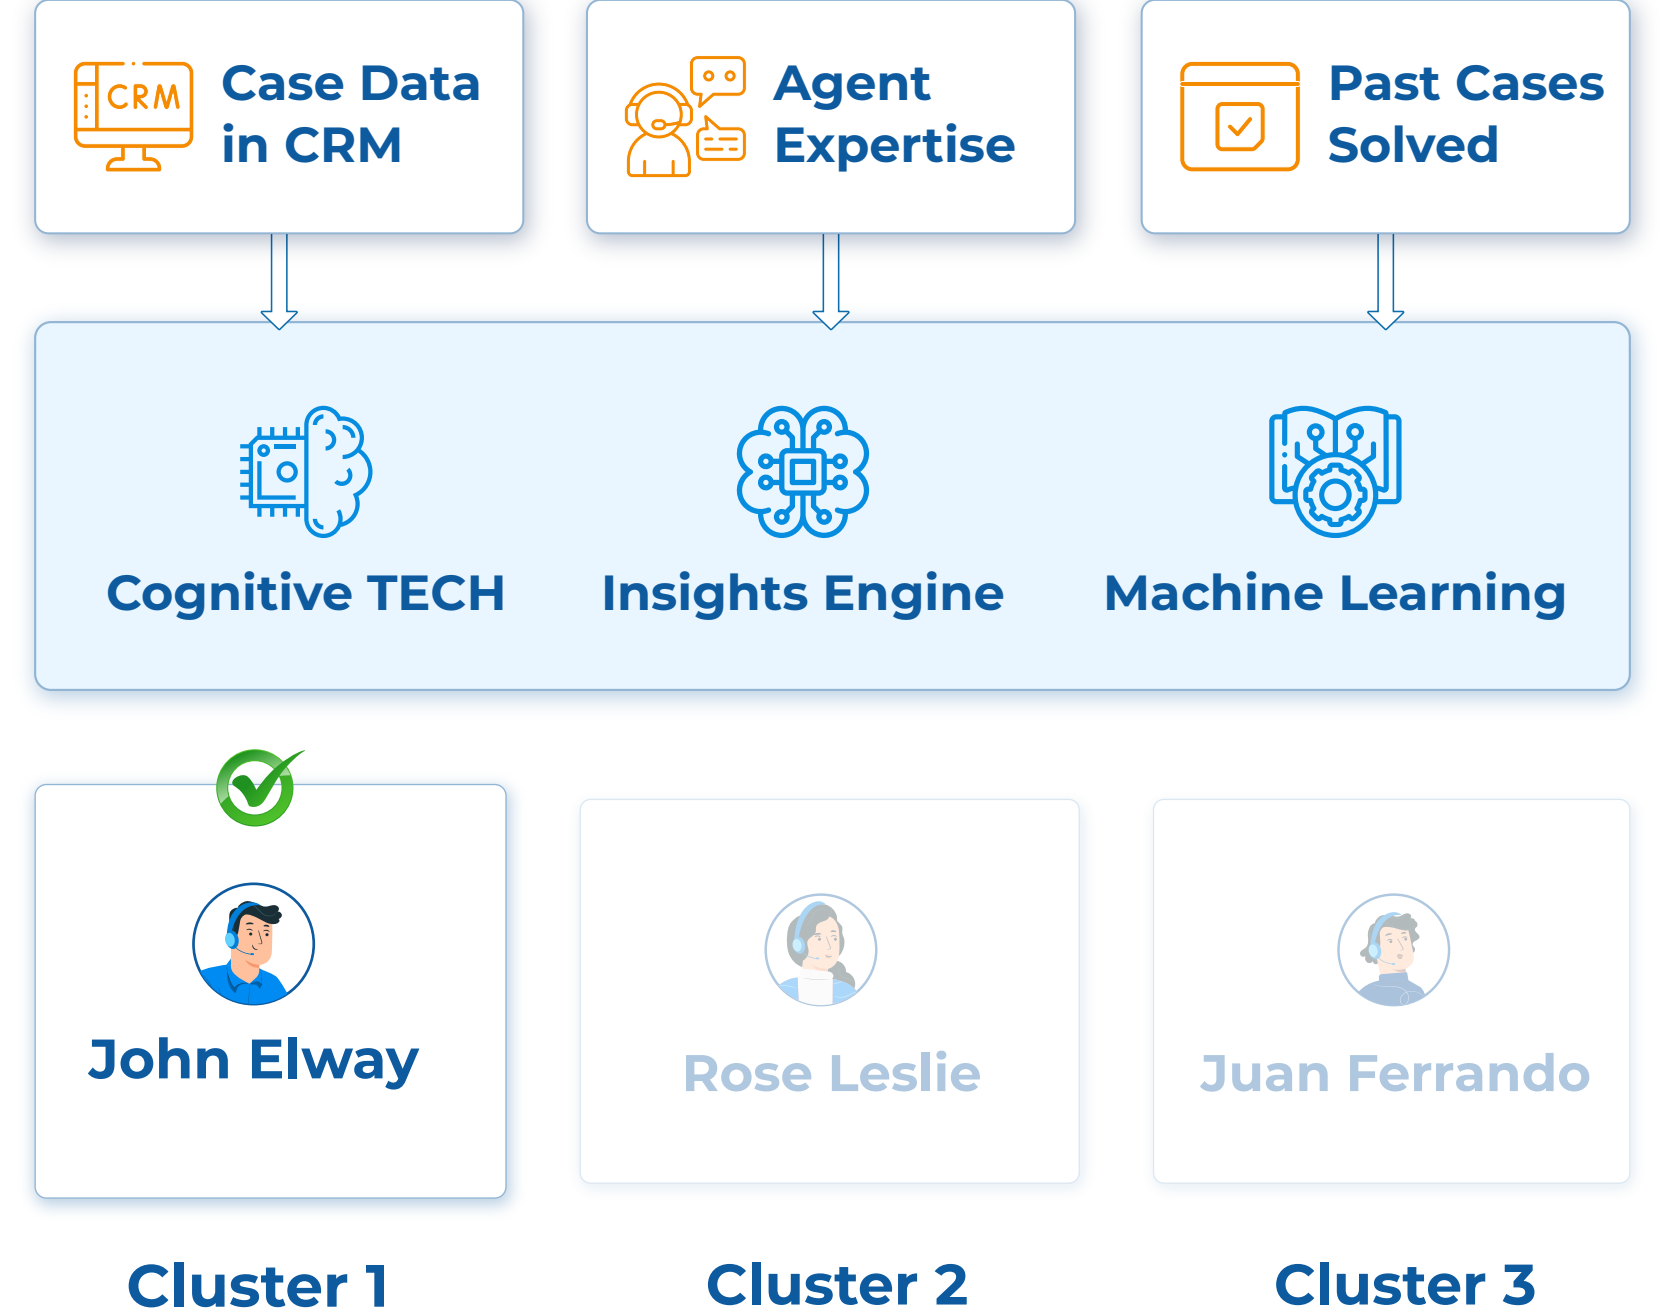 CRM
Case Data
in CRM
Agent
Expertise
Past Cases
Solved
Cognitive TECH
Insights Engine
Machine Learning
John Elway
Rose Leslie
Juan Ferrando
Cluster 1
Cluster 2
Cluster 3